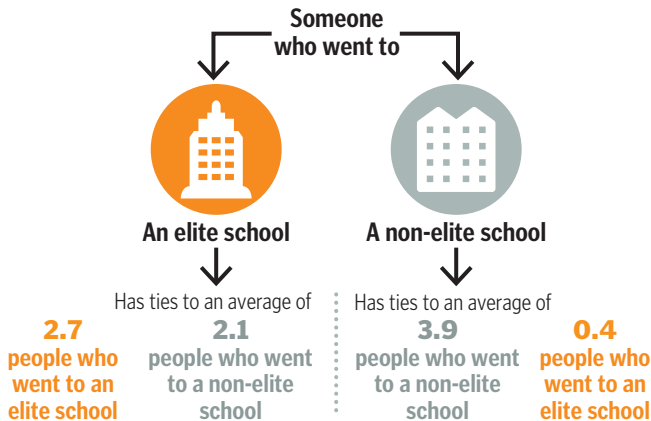 Someone
who went to
An elite school
A non-elite school
Has ties to an average of
2.7
people who
went to an
elite school
2.1
people who went
to a non-elite
school
Has ties to an average of
3.9
people who went
to a non-elite
school
0.4
people who
went to an
elite school